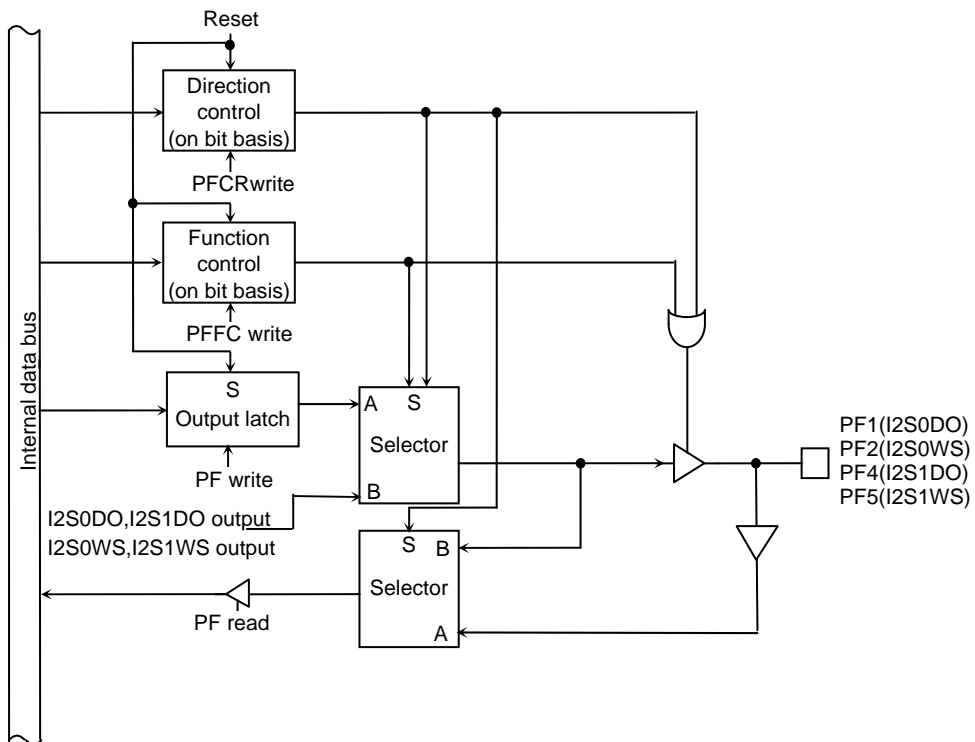 Reset
Direction
control
(on bit basis)
PFCRwrite
Function
control
(on bit basis)
PFFC write
Internal data bus
S
Output latch
PF write
A
S
Selector
B
I2S0DO,I2S1DO output
I2S0WS,I2S1WS output
S
B
Selector
A
PF read
PF1(I2S0DO)
PF2(I2S0WS)
PF4(I2S1DO)
PF5(I2S1WS)